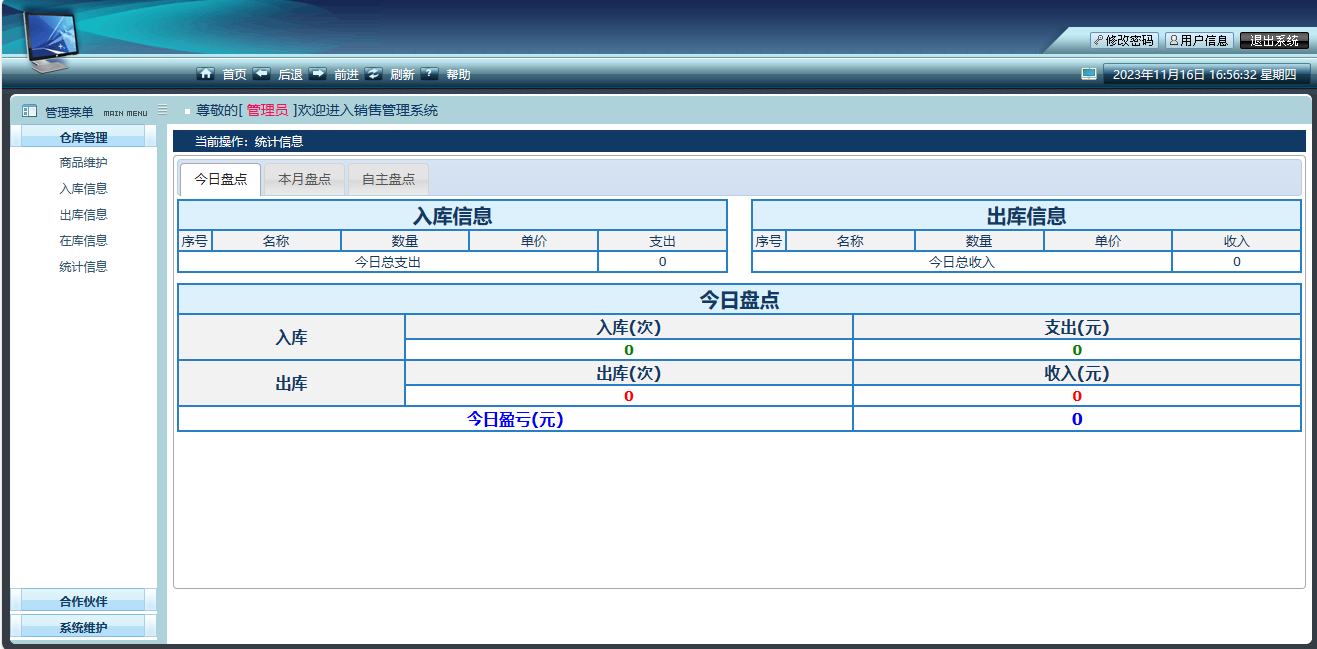 修改密码 用户信息 退出系统
首页 后退 前进 刷新 帮助 2023年11月16日 16:56:32 星期四
管理菜单 MAIN MENU 尊敬的[ 管理员 ]欢迎进入销售管理系统
仓库管理
商品维护
入库信息
出库信息
在库信息
统计信息
合作伙伴
系统维护
当前操作：统计信息
今日盘点 本月盘点 自主盘点
入库信息
序号 名称 数量 单价 支出
今日总支出 0
出库信息
序号 名称 数量 单价 收入
今日总收入 0
今日盘点
入库 入库(次) 支出(元)
0 0
出库 出库(次) 收入(元)
0 0
今日盈亏(元) 0